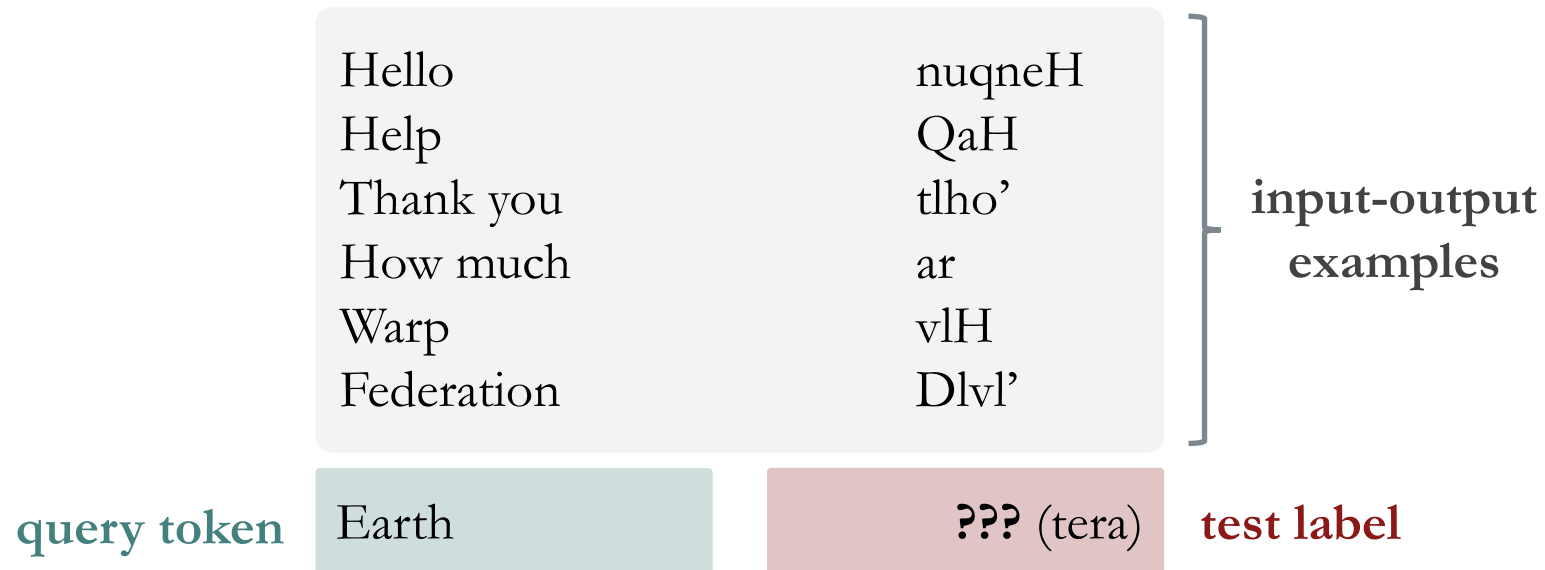 Hello nuqneH
Help QaH
Thank you tlho’
How much ar
Warp vlH
Federation Dlvl’
input-output
examples
query token Earth ??? (tera) test label